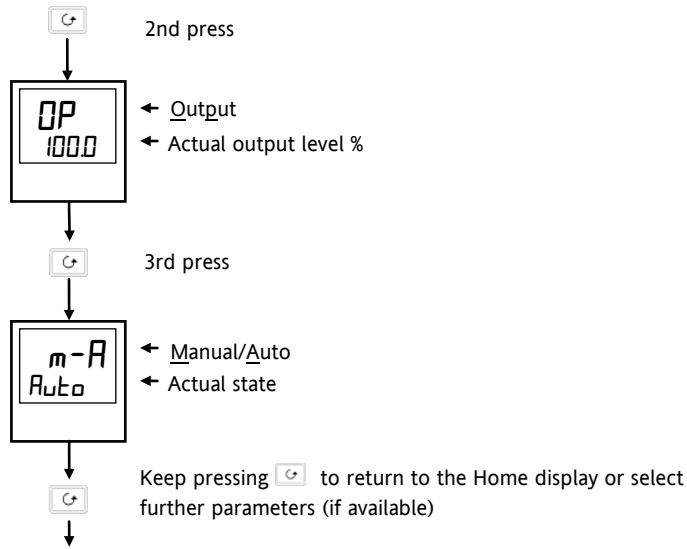 2nd press
OP
← Output
100.0
← Actual output level %
3rd press
m-A
← Manual/Auto
Auto
← Actual state
Keep pressing to return to the Home display or select
further parameters (if available)